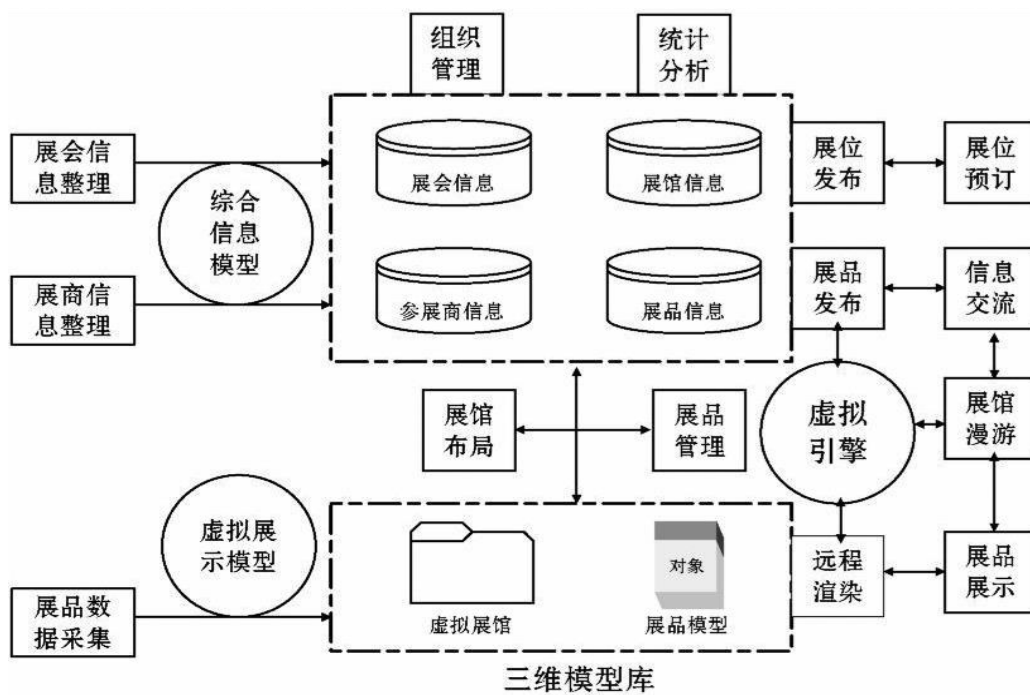 组织
管理
统计
分析
展会信
息整理
综合
信息
模型
展商信
息整理
展会信息
展馆信息
参展商信息
展品信息
展位
发布
展位
预订
展品
发布
信息
交流
展馆
布局
展品
管理
虚拟
引擎
展馆
漫游
虚拟展
示模型
展品数
据采集
虚拟展馆
对象
展品模型
远程
渲染
展品
展示
三维模型库